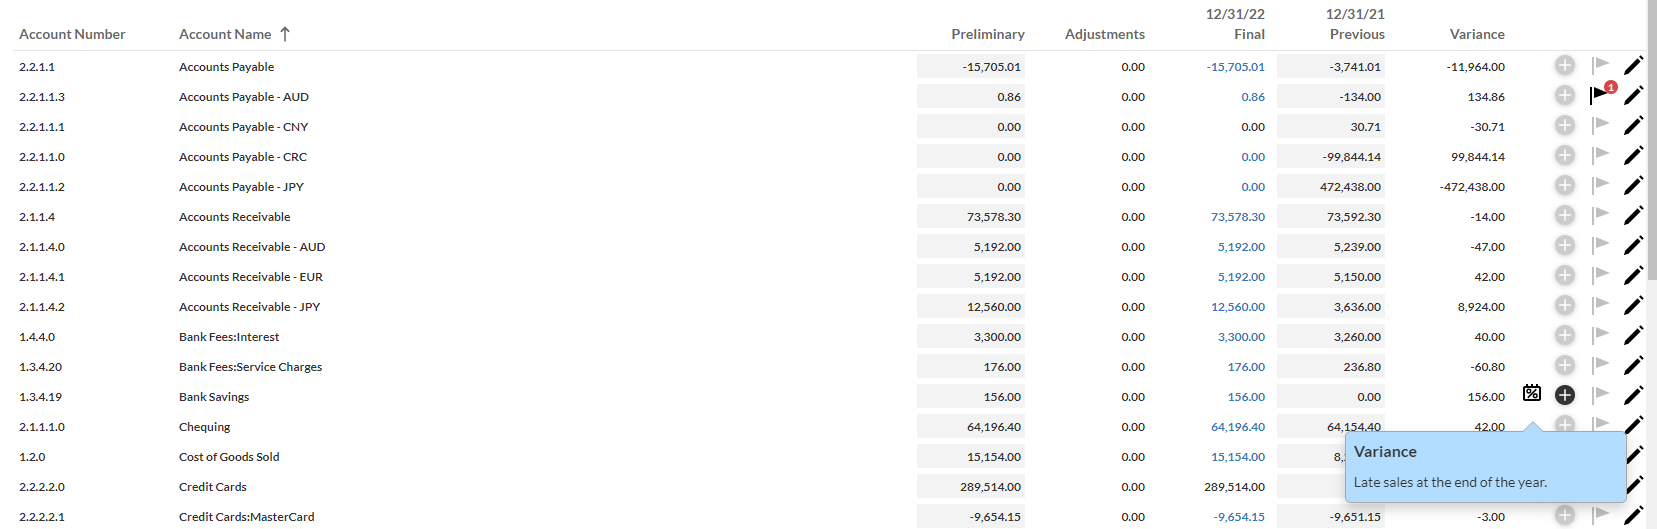 12/31/22 12/31/21
Account Number Account Name Preliminary Adjustments Final Previous Variance
2.2.1.1 Accounts Payable -15,705.01 0.00 -15,705.01 -3,741.01 -11,964.00
2.2.1.1.3 Accounts Payable - AUD 0.86 0.00 0.86 -134.00 134.86 1
2.2.1.1.1 Accounts Payable - CNY 0.00 0.00 0.00 30.71 -30.71
2.2.1.1.0 Accounts Payable - CRC 0.00 0.00 0.00 -99,844.14 99,844.14
2.2.1.1.2 Accounts Payable - JPY 0.00 0.00 0.00 472,438.00 -472,438.00
2.1.1.4 Accounts Receivable 73,578.30 0.00 73,578.30 73,592.30 -14.00
2.1.1.4.0 Accounts Receivable - AUD 5,192.00 0.00 5,192.00 5,239.00 -47.00
2.1.1.4.1 Accounts Receivable - EUR 5,192.00 0.00 5,192.00 5,150.00 42.00
2.1.1.4.2 Accounts Receivable - JPY 12,560.00 0.00 12,560.00 3,636.00 8,924.00
1.4.4.0 Bank Fees:Interest 3,300.00 0.00 3,300.00 3,260.00 40.00
1.3.4.20 Bank Fees:Service Charges 176.00 0.00 176.00 236.80 -60.80
1.3.4.19 Bank Savings 156.00 0.00 156.00 0.00 156.00 %
2.1.1.1.0 Chequing 64,196.40 0.00 64,196.40 64,154.40 42.00
1.2.0 Cost of Goods Sold 15,154.00 0.00 15,154.00
2.2.2.2.0 Credit Cards 289,514.00 0.00 289,514.00
2.2.2.2.1 Credit Cards:MasterCard -9,654.15 0.00 -9,654.15 -9,651.15 -3.00
Variance
Late sales at the end of the year.